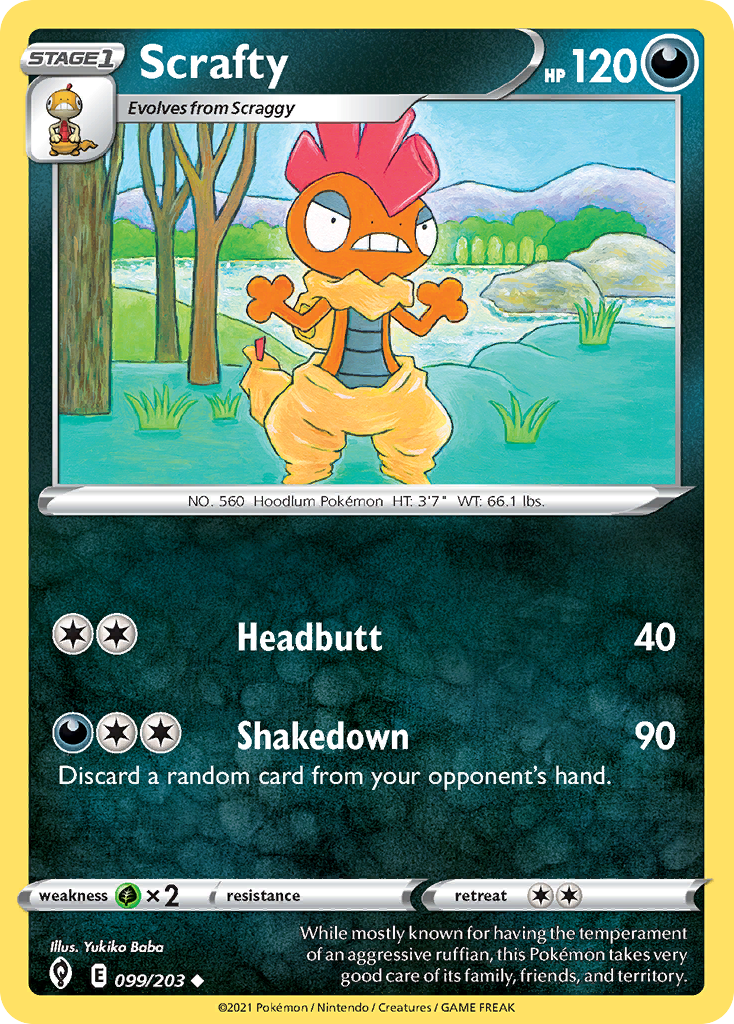 STAGE 1 Scrafty HP 120
Evolves from Scraggy
NO. 560 Hoodlum Pokémon HT: 3'7" WT: 66.1 lbs.
Headbutt 40
Shakedown 90
Discard a random card from your opponent's hand.
weakness ×2 resistance retreat
Illus. Yukiko Baba
While mostly known for having the temperament
of an aggressive ruffian, this Pokémon takes very
good care of its family, friends, and territory.
E 099/203
©2021 Pokémon / Nintendo / Creatures / GAME FREAK